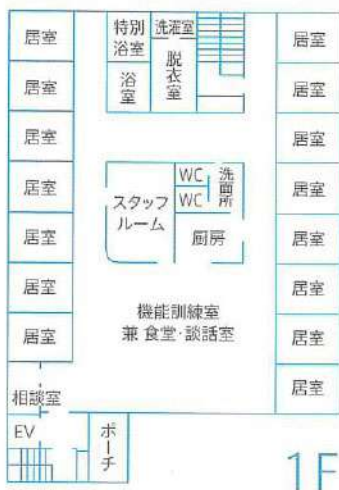 居室
特別
浴室
洗濯室
居室
居室
浴室
脱衣室
居室
居室
居室
居室
WC
洗面所
居室
スタッフ
ルーム
WC
居室
厨房
居室
居室
居室
居室
機能訓練室
兼 食堂・談話室
居室
居室
相談室
EV
ポーチ
1F